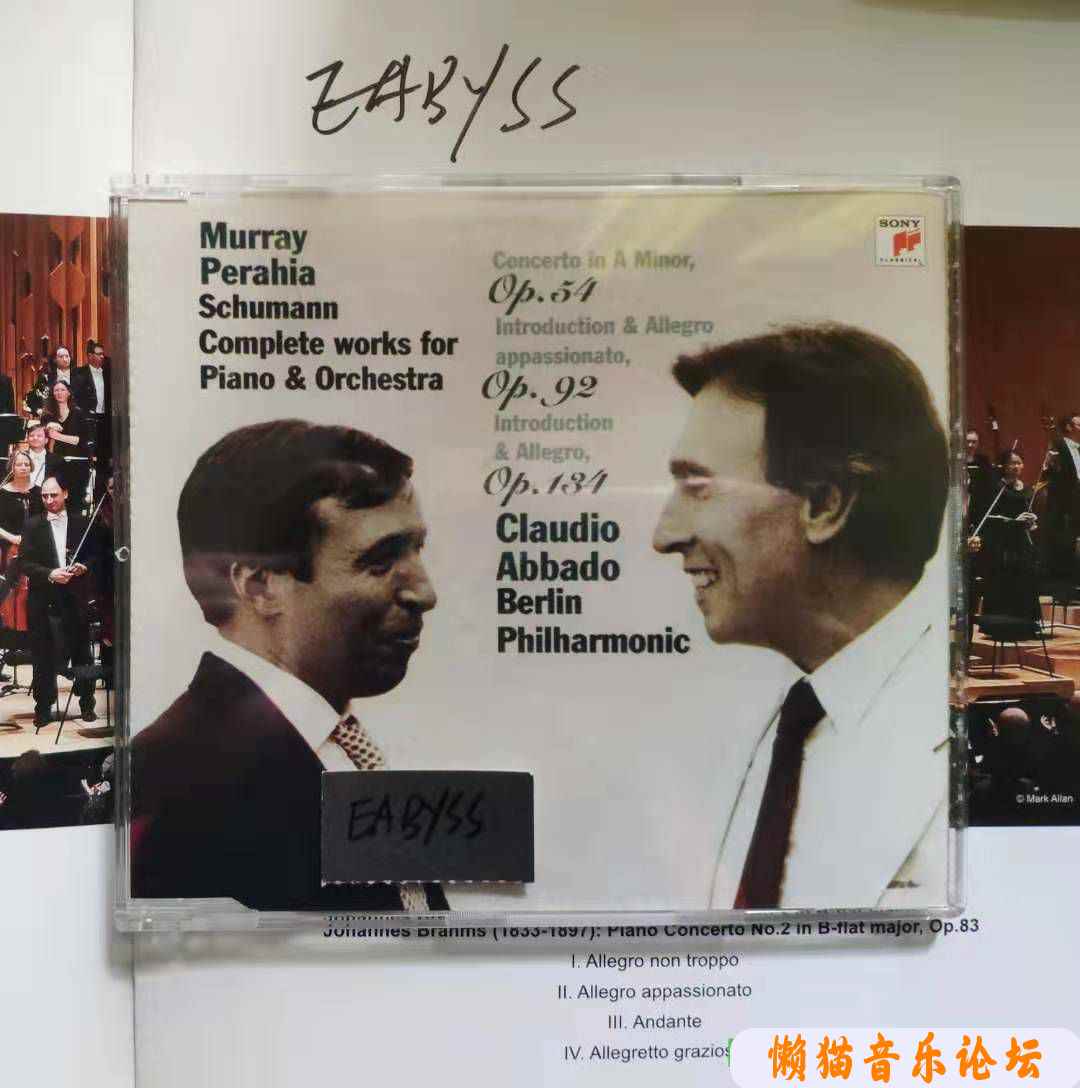 EABYSS
Murray
Perahia
Schumann
Complete works for
Piano & Orchestra
Concerto in A Minor,
Op.54
Introduction & Allegro
appassionato,
Op.92
Introduction
& Allegro,
Op.134
Claudio
Abbado
Berlin
Philharmonic
SONY
CLASSICAL
EABYSS
© Mark Allan
Johannes Brahms (1833-1897): Piano Concerto No.2 in B-flat major, Op.83
I. Allegro non troppo
II. Allegro appassionato
III. Andante
IV. Allegretto
懒猫音乐论坛